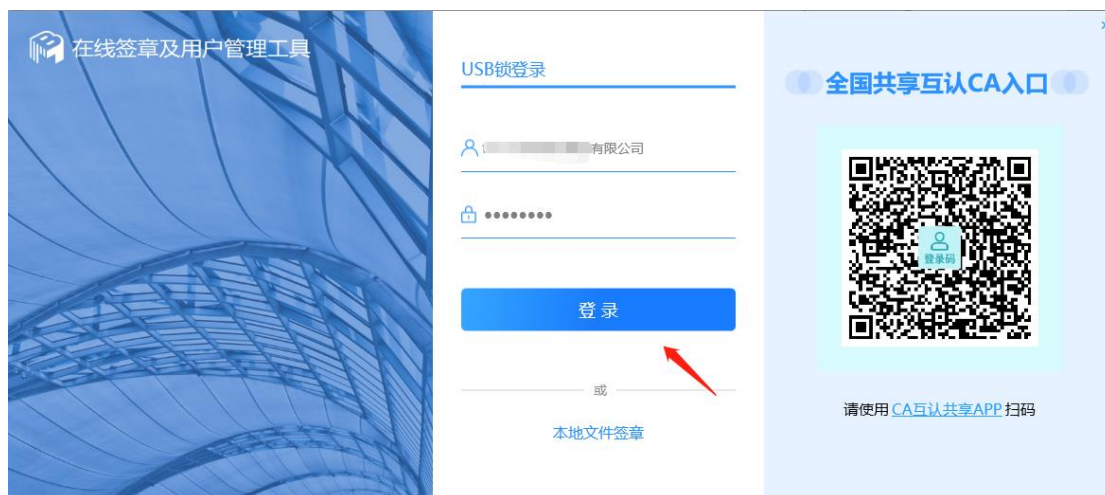 在线签章及用户管理工具
USB锁登录
有限公司
登录
或
本地文件签章
全国共享互认CA入口
登录码
请使用 CA互认共享APP 扫码